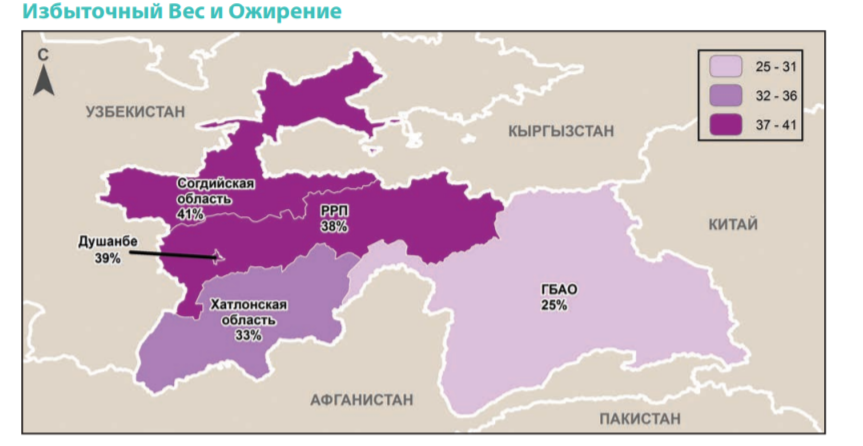 Избыточный Вес и Ожирение
С
25 - 31
32 - 36
37 - 41
УЗБЕКИСТАН
КЫРГЫЗСТАН
Согдийская
область
41%
РРП
38%
КИТАЙ
Душанбе
39%
ГБАО
25%
Хатлонская
область
33%
АФГАНИСТАН
ПАКИСТАН